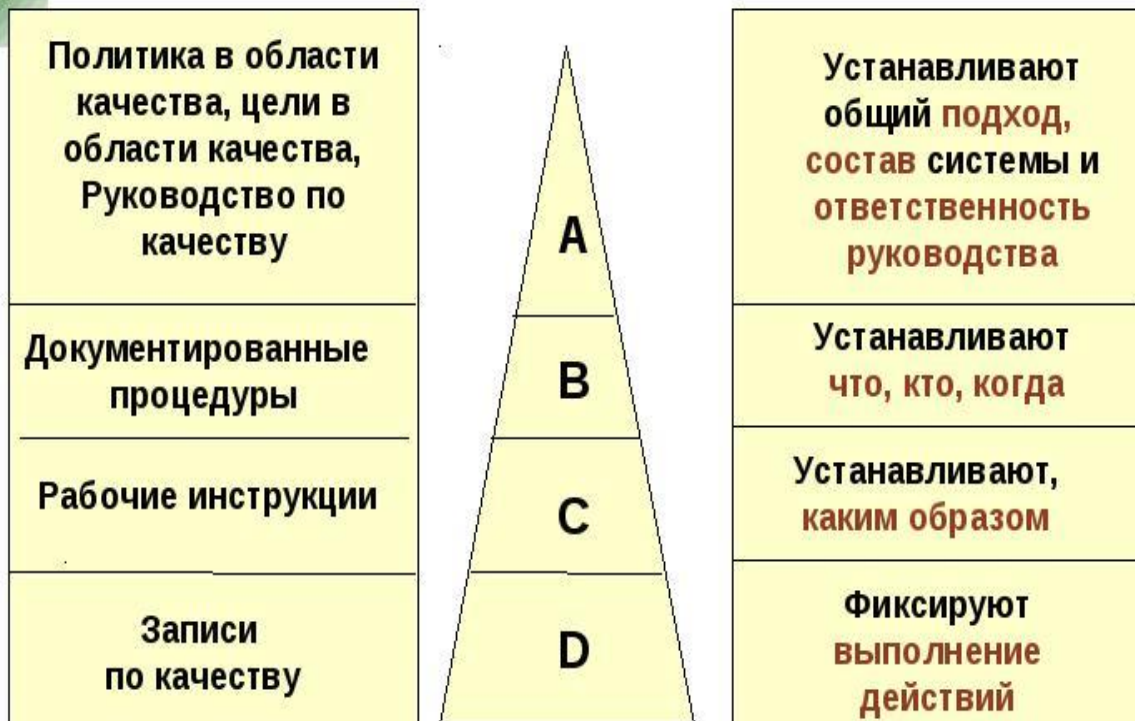 Политика в области
качества, цели в
области качества,
Руководство по
качеству
A
Устанавливают
общий подход,
состав системы и
ответственность
руководства
Документированные
процедуры
B
Устанавливают
что, кто, когда
Рабочие инструкции
C
Устанавливают,
каким образом
Записи
по качеству
D
Фиксируют
выполнение
действий